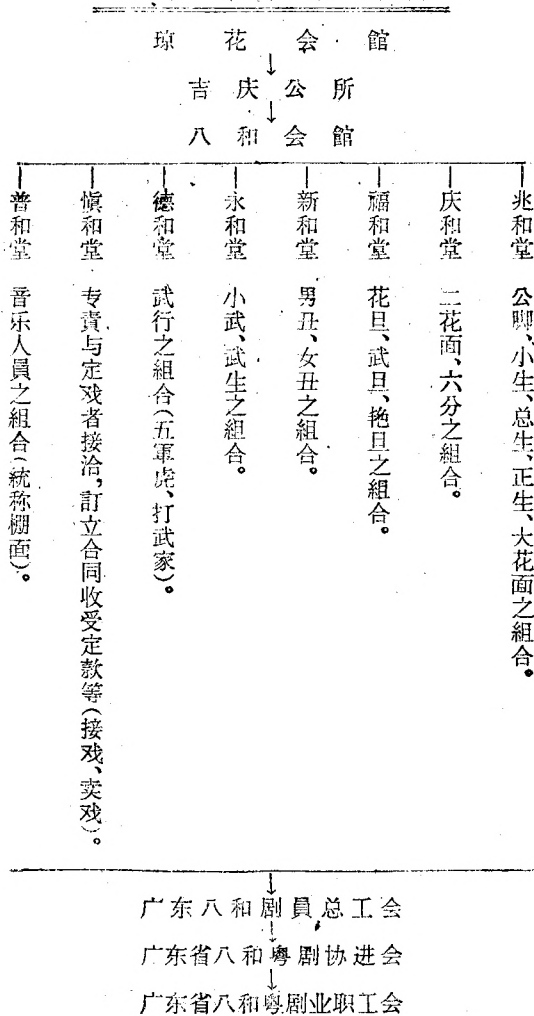 琼花会館
吉庆公所
八和会館
兆和堂 公脚、小生、总生、正生、大花面之組合。
庆和堂 二花面、六分之組合。
福和堂 花旦、武旦、艳旦之組合。
新和堂 男丑、女丑之組合。
永和堂 小武、武生之組合。
德和堂 武行之組合(五軍虎、打武家)。
愼和堂 专責与定戏者接洽,訂立合同收受定款等(接戏、卖戏)。
普和堂 音乐人員之組合(統称棚面)。
广东八和剧員总工会
广东省八和粤剧协进会
广东省八和粤剧业职工会